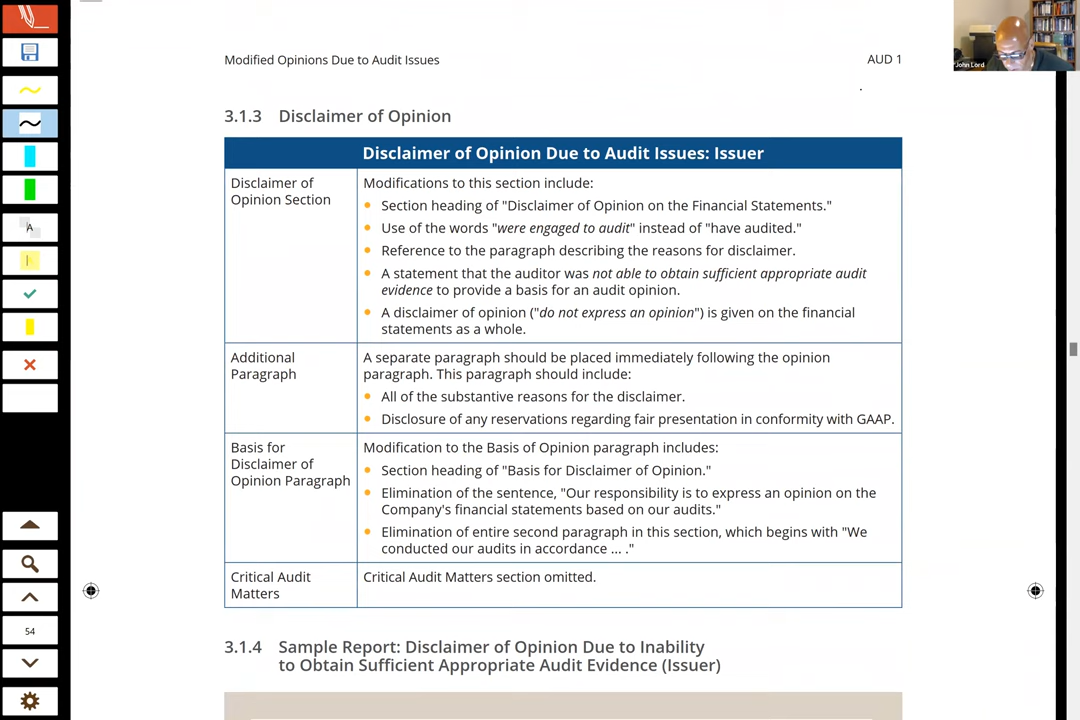 Modified Opinions Due to Audit Issues
AUD 1
John Lord
3.1.3 Disclaimer of Opinion
Disclaimer of Opinion Due to Audit Issues: Issuer
Disclaimer of
Opinion Section
Modifications to this section include:
Section heading of "Disclaimer of Opinion on the Financial Statements."
Use of the words "were engaged to audit" instead of "have audited."
Reference to the paragraph describing the reasons for disclaimer.
A statement that the auditor was not able to obtain sufficient appropriate audit
evidence to provide a basis for an audit opinion.
A disclaimer of opinion ("do not express an opinion") is given on the financial
statements as a whole.
Additional
Paragraph
A separate paragraph should be placed immediately following the opinion
paragraph. This paragraph should include:
All of the substantive reasons for the disclaimer.
Disclosure of any reservations regarding fair presentation in conformity with GAAP.
Basis for
Disclaimer of
Opinion Paragraph
Modification to the Basis of Opinion paragraph includes:
Section heading of "Basis for Disclaimer of Opinion."
Elimination of the sentence, "Our responsibility is to express an opinion on the
Company's financial statements based on our audits."
Elimination of entire second paragraph in this section, which begins with "We
conducted our audits in accordance ... ."
Critical Audit
Matters
Critical Audit Matters section omitted.
3.1.4 Sample Report: Disclaimer of Opinion Due to Inability
to Obtain Sufficient Appropriate Audit Evidence (Issuer)
A
54